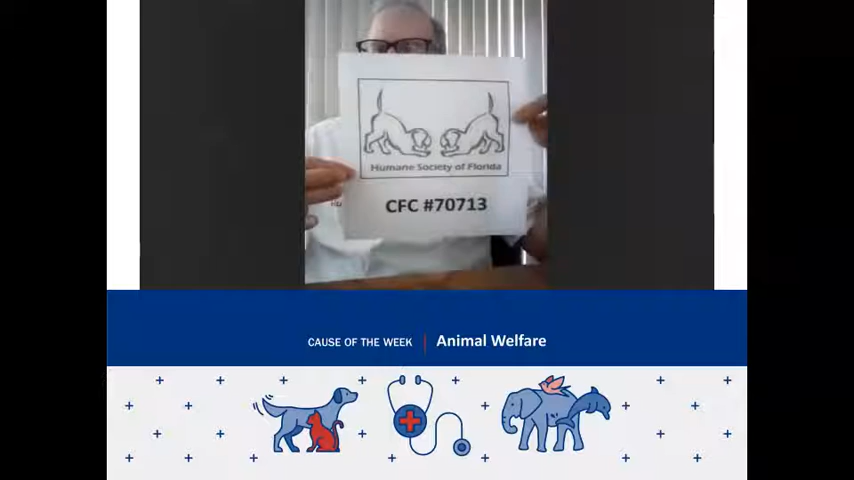 Humane Society of Florida
CFC #70713
CAUSE OF THE WEEK | Animal Welfare